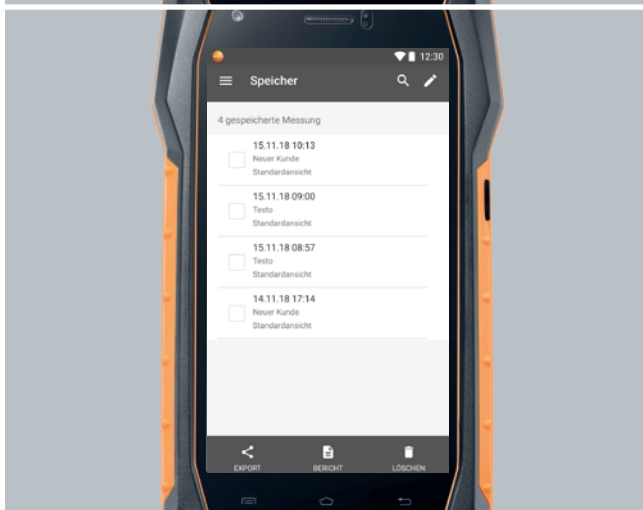 12:30
Speicher
4 gespeicherte Messung
15.11.18 10:13
Neuer Kunde
Standardansicht
15.11.18 09:00
Testo
Standardansicht
15.11.18 08:57
Testo
Standardansicht
14.11.18 17:14
Neuer Kunde
Standardansicht
EXPORT BERICHT LÖSCHEN